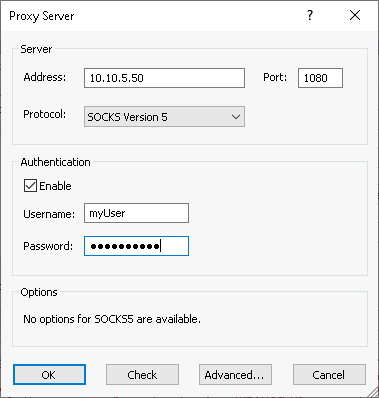 Proxy Server
Server
Address: 10.10.5.50 Port: 1080
Protocol: SOCKS Version 5
Authentication
Enable
Username: myUser
Password: ●●●●●●●●●●
Options
No options for SOCKS5 are available.
OK Check Advanced... Cancel